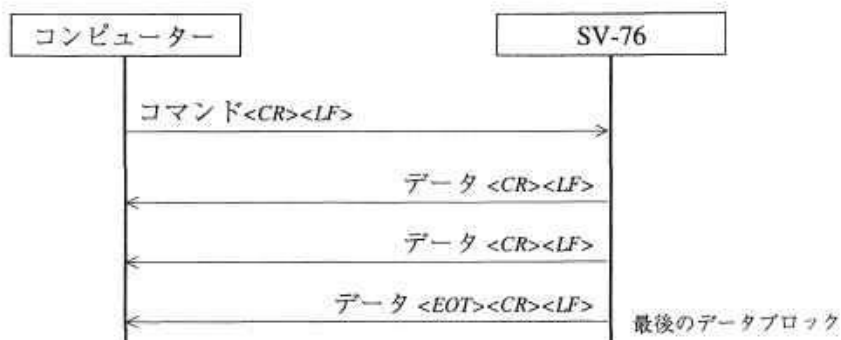 コンピューター
SV-76
コマンド<CR><LF>
データ <CR><LF>
データ <CR><LF>
データ <EOT><CR><LF>
最後のデータブロック